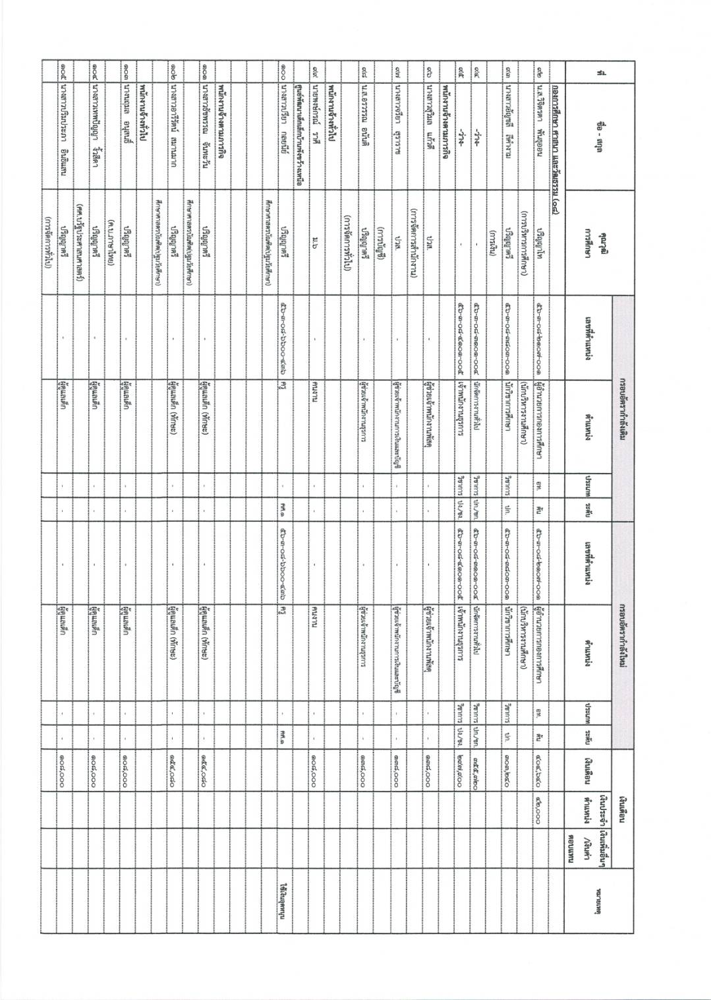 กรอบอัตรากำลังเดิม กรอบอัตรากำลังใหม่ เงินเดือน
ที่ ชื่อ - สกุล คุณวุฒิ เลขที่ตำแหน่ง ตำแหน่ง ประเภท ระดับ เลขที่ตำแหน่ง ตำแหน่ง ประเภท ระดับ เงินเดือน เงินประจำ เงินเพิ่มอื่นๆ หมายเหตุ
การศึกษา ตำแหน่ง /เงินค่า
ตอบแทน
กองการศึกษา ศาสนา และวัฒธรรม (๐๘)
๙๒ น.ส.วิจิตรตา พันธุออน ปริญญาโท ๕๖-๓-๐๘-๒๑๐๗-๐๐๑ ผู้อำนวยการกองการศึกษา อท. ต้น ๕๖-๓-๐๘-๒๑๐๗-๐๐๑ ผู้อำนวยการกองการศึกษา อท. ต้น ๔๐๔,๖๔๐ ๔๒,๐๐๐
(การบริหารการศึกษา) (นักบริหารงานศึกษา) (นักบริหารงานศึกษา)
๙๓ นางสาวอัญชลี สีคำงาม ปริญญาตรี ๕๖-๓-๐๘-๓๘๐๓-๐๐๑ นักวิชาการศึกษา วิชาการ ปก. ๕๖-๓-๐๘-๓๘๐๓-๐๐๑ นักวิชาการศึกษา วิชาการ ปก. ๓๐๓,๒๔๐
(การเงิน)
๙๔ -ว่าง- - ๕๖-๓-๐๘-๓๑๐๑-๐๐๔ นักจัดการงานทั่วไป วิชาการ ปก./ชก. ๕๖-๓-๐๘-๓๑๐๑-๐๐๔ นักจัดการงานทั่วไป วิชาการ ปก./ชก. ๓๕๕,๓๒๐
๙๕ -ว่าง- - ๕๖-๓-๐๘-๔๑๐๑-๐๐๕ เจ้าพนักงานธุรการ วิชาการ ปง./ชง. ๕๖-๓-๐๘-๔๑๐๑-๐๐๕ เจ้าพนักงานธุรการ วิชาการ ปง./ชง. ๒๙๗,๙๐๐
พนักงานจ้างตามภารกิจ
๙๖ นางสาวสุวิมล แก้วดี ปวส. - ผู้ช่วยเจ้าพนักงานพัสดุ - - - ผู้ช่วยเจ้าพนักงานพัสดุ - - ๑๓๘,๐๐๐
(การจัดการสำนักงาน)
๙๗ นางสาวจรียา สุราราช ปวส. - ผู้ช่วยเจ้าพนักงานการเงินและบัญชี - - - ผู้ช่วยเจ้าพนักงานการเงินและบัญชี - - ๑๓๘,๐๐๐
(การบัญชี)
๙๘ น.ส.อรวรรณ อนันติ ปริญญาตรี - ผู้ช่วยเจ้าพนักงานธุรการ - - - ผู้ช่วยเจ้าพนักงานธุรการ - - ๑๓๘,๐๐๐
(การจัดการทั่วไป)
พนักงานจ้างทั่วไป
๙๙ นายพงษ์กรณ์ ราศี ม.๖ - คนงาน - - - คนงาน - - ๑๐๘,๐๐๐
ศูนย์พัฒนาเด็กเล็กบ้านพังขว้างเหนือ
๑๐๐ นางสาวปรียา กลยนีย์ ปริญญาตรี ๕๖-๓-๐๘-๖๖๐๐-๔๓๖ ครู - คศ.๑ ๕๖-๓-๐๘-๖๖๐๐-๔๓๖ ครู - คศ.๑ ใช้เงินอุดหนุน
ศึกษาศาสตรบัณฑิต(ปฐมวัยศึกษา)
พนักงานจ้างตามภารกิจ
๑๐๑ นางสาวธัชพรรณ จันทะวัน ปริญญาตรี - ผู้ดูแลเด็ก (ทักษะ) - - - ผู้ดูแลเด็ก (ทักษะ) - - ๑๕๔,๐๘๐
ศึกษาศาสตรบัณฑิต(ปฐมวัยศึกษา)
๑๐๒ นางสาวอารีรัตน์ สมานมาก ปริญญาตรี - ผู้ดูแลเด็ก (ทักษะ) - - - ผู้ดูแลเด็ก (ทักษะ) - - ๑๕๔,๐๘๐
ศึกษาศาสตรบัณฑิต(ปฐมวัยศึกษา)
พนักงานจ้างทั่วไป
๑๐๓ นางนฤมล อนุสนธิ์ ปริญญาตรี - ผู้ดูแลเด็ก - - - ผู้ดูแลเด็ก - - ๑๐๘,๐๐๐
(ค.บ.ภาษาไทย)
๑๐๔ นางสาวเทพปัญญา งิ้วสีดา ปริญญาตรี - ผู้ดูแลเด็ก - - - ผู้ดูแลเด็ก - - ๑๐๘,๐๐๐
(ศศ.บรัฐประศาสนศาสตร์)
๑๐๕ นางสาวปริมประภา อินธิแสน ปริญญาตรี - ผู้ดูแลเด็ก - - - ผู้ดูแลเด็ก - - ๑๐๘,๐๐๐
(การจัดการทั่วไป)